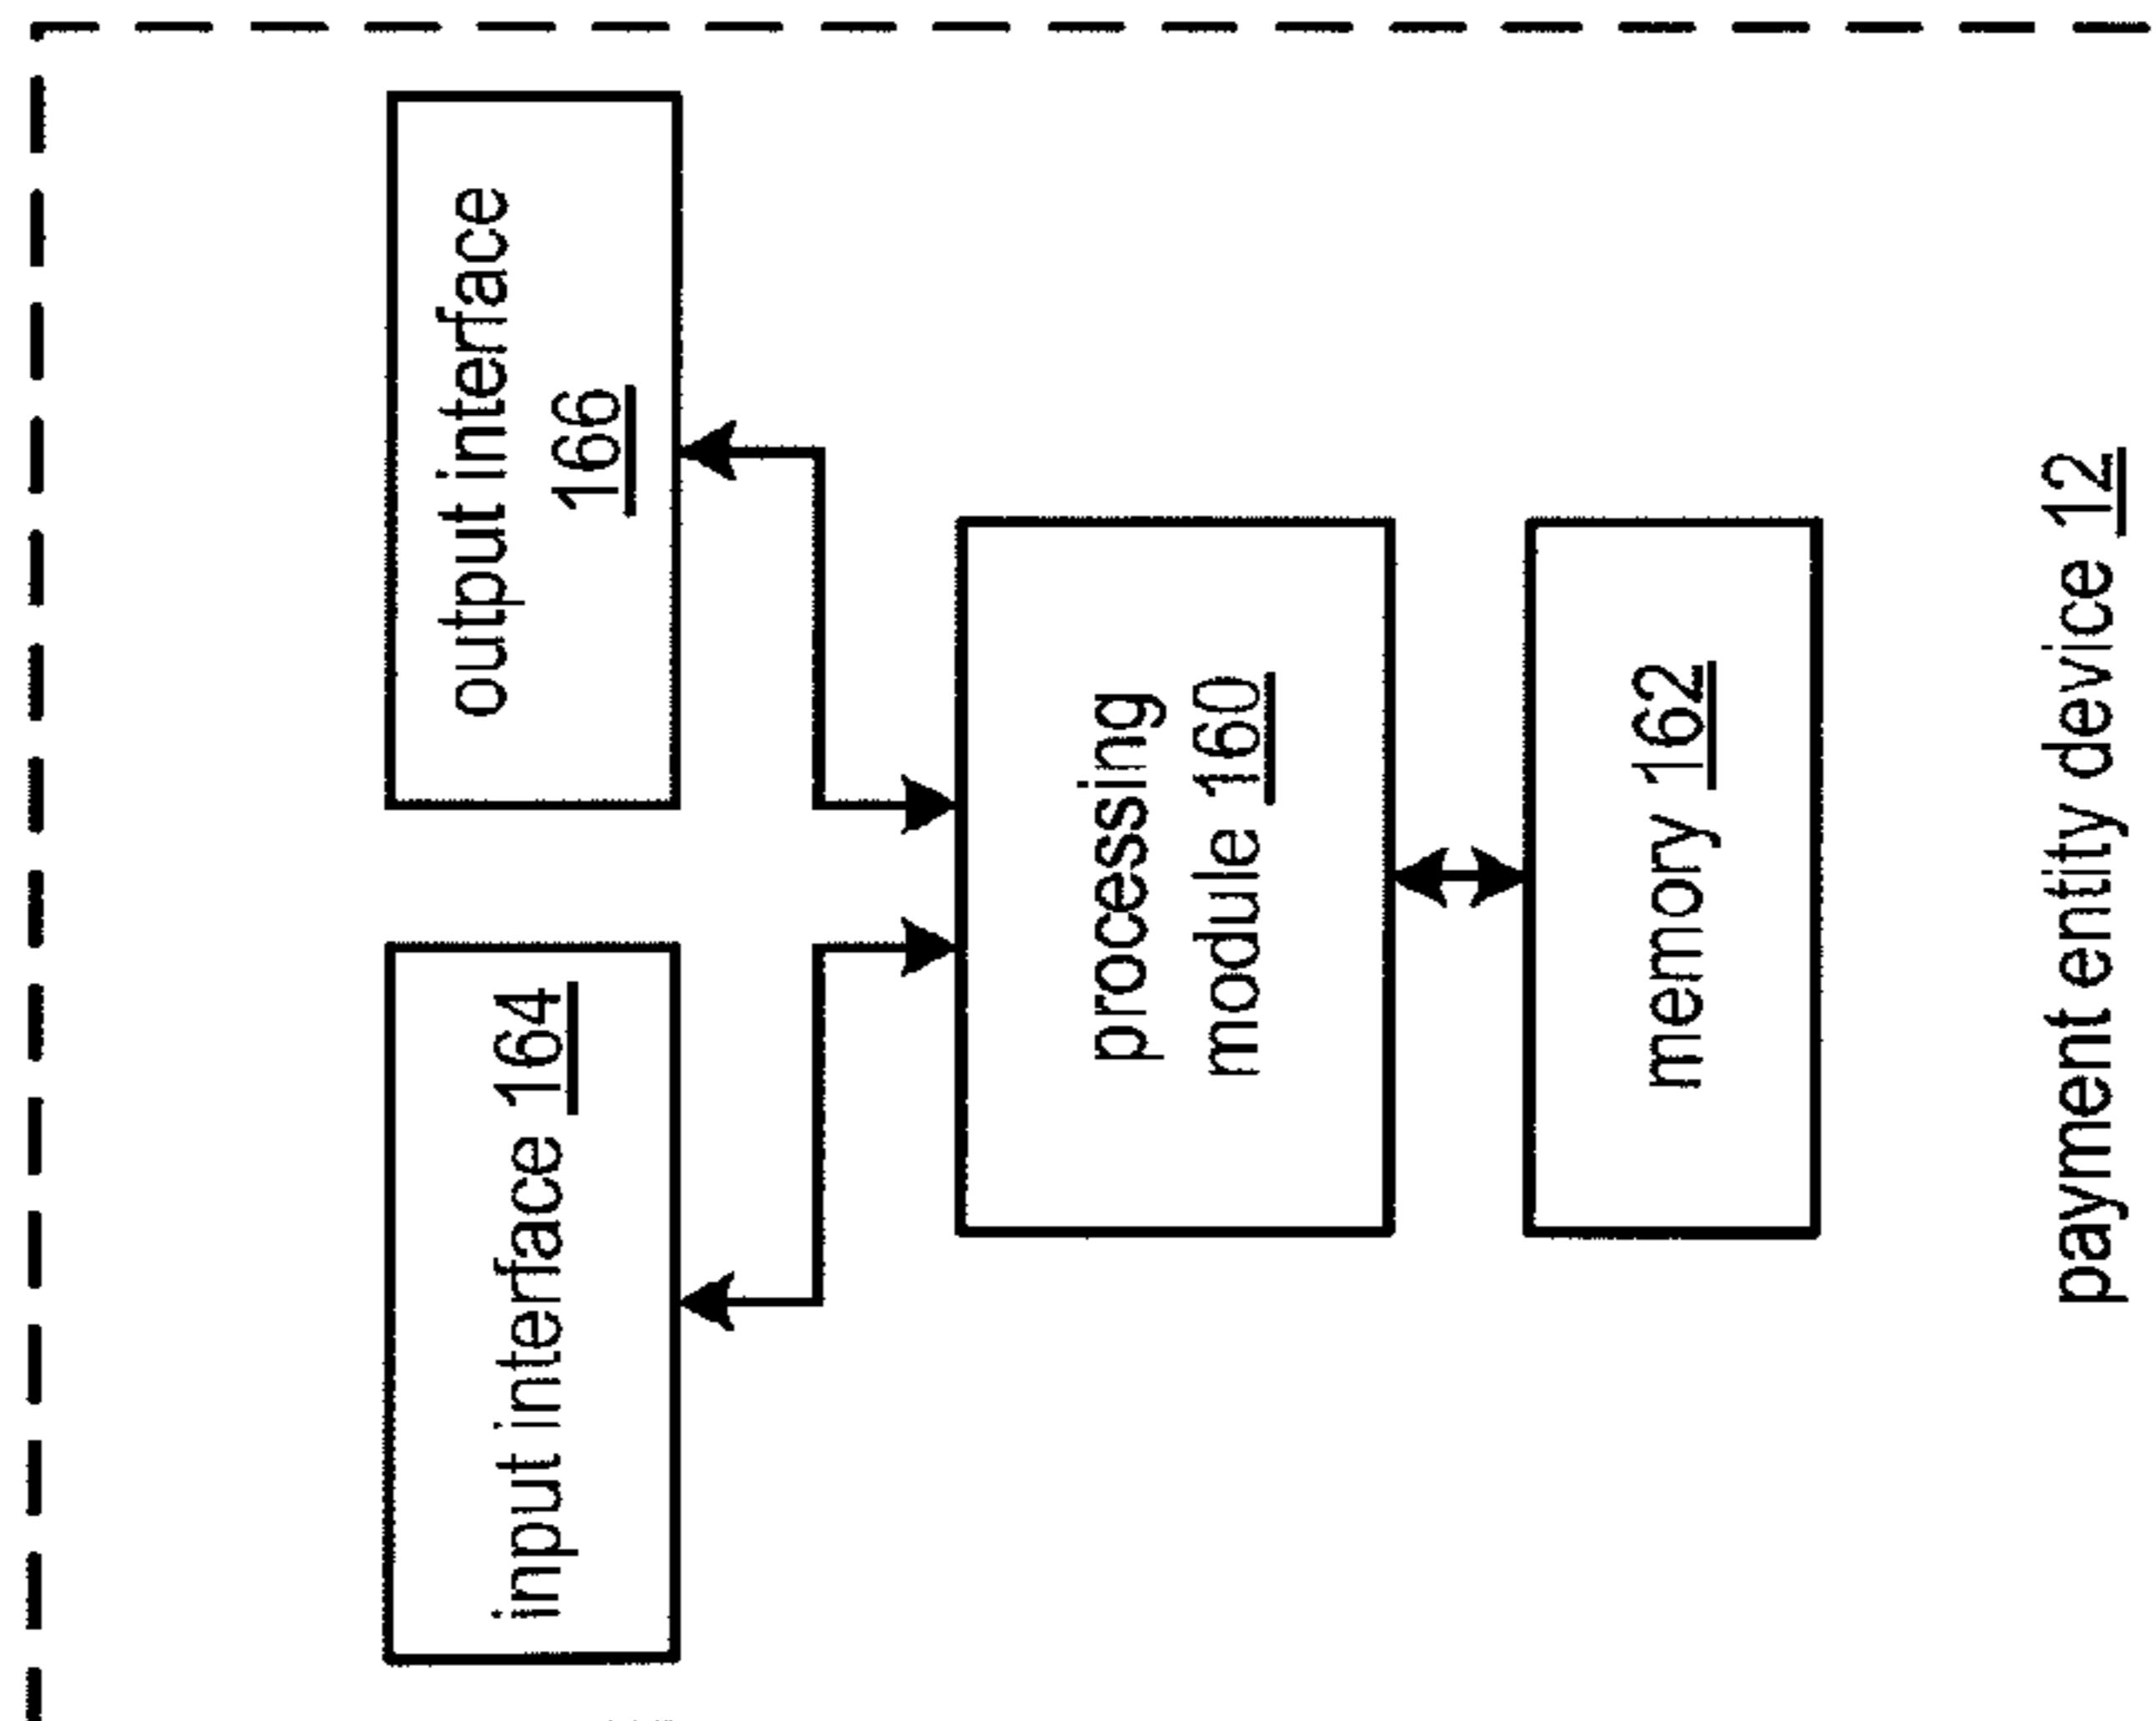 input interface 164
output interface
166
processing
module 160
memory 162
payment entity device 12